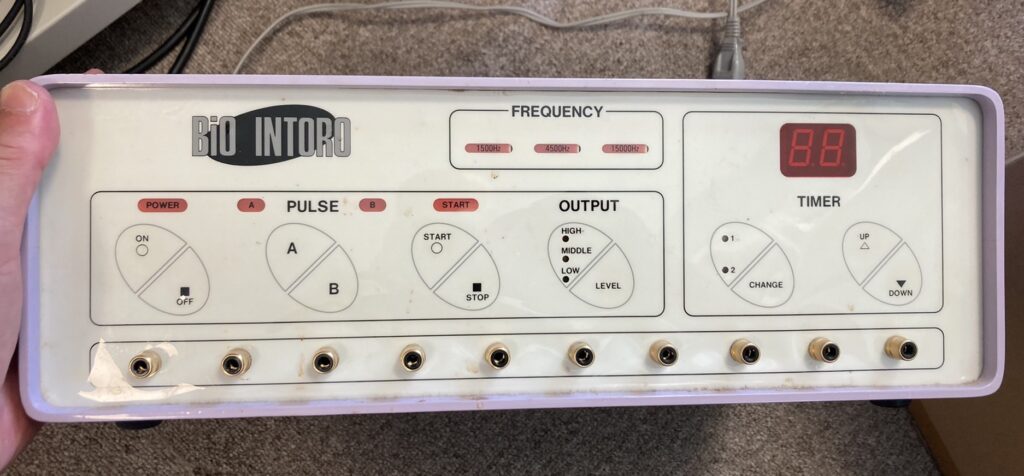 BiO INTORO
FREQUENCY
1500Hz 4500Hz 15000Hz
88
TIMER
POWER A PULSE B START OUTPUT
ON
OFF
A
B
START
STOP
HIGH
MIDDLE
LOW
LEVEL
1
2
CHANGE
UP
DOWN